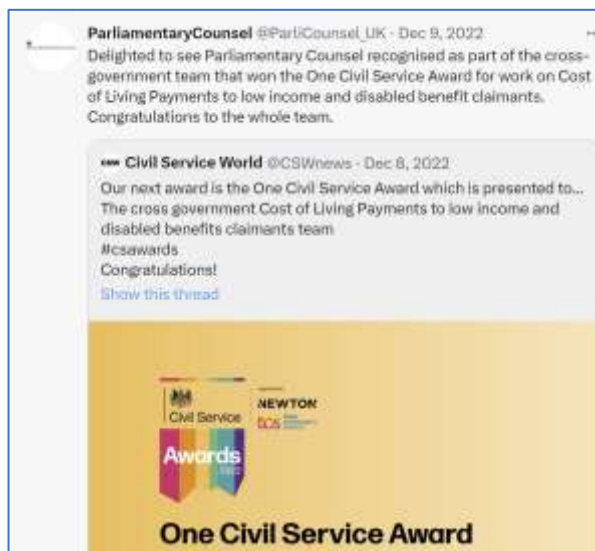 ParliamentaryCounsel @ParliCounsel_UK · Dec 9, 2022
Delighted to see Parliamentary Counsel recognised as part of the cross-
government team that won the One Civil Service Award for work on Cost
of Living Payments to low income and disabled benefit claimants.
Congratulations to the whole team.
Civil Service World @CSWnews · Dec 8, 2022
Our next award is the One Civil Service Award which is presented to...
The cross government Cost of Living Payments to low income and
disabled benefits claimants team
#csawards
Congratulations!
Show this thread
Civil Service
Awards
NEWTON
One Civil Service Award